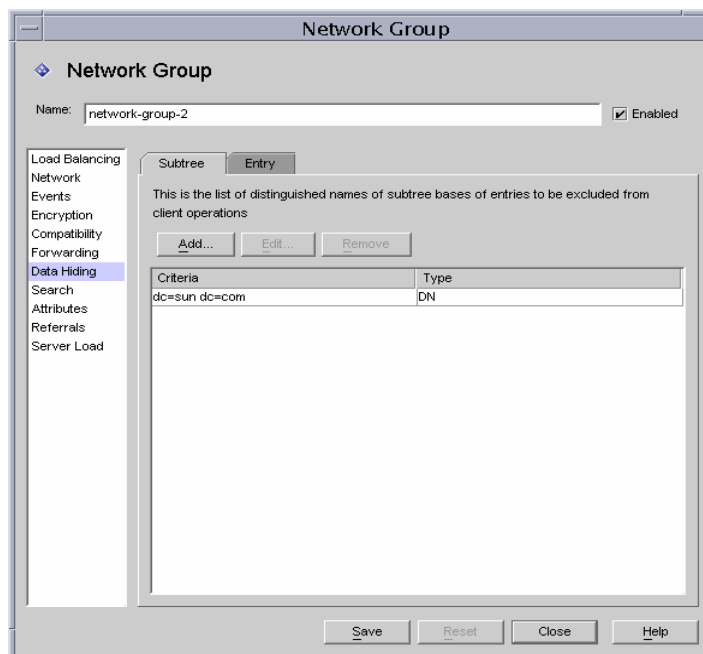 Network Group
Network Group
Name: network-group-2 Enabled
Load Balancing
Network
Events
Encryption
Compatibility
Forwarding
Data Hiding
Search
Attributes
Referrals
Server Load
Subtree Entry
This is the list of distinguished names of subtree bases of entries to be excluded from
client operations
Add... Edit... Remove
Criteria Type
dc=sun dc=com DN
Save Reset Close Help